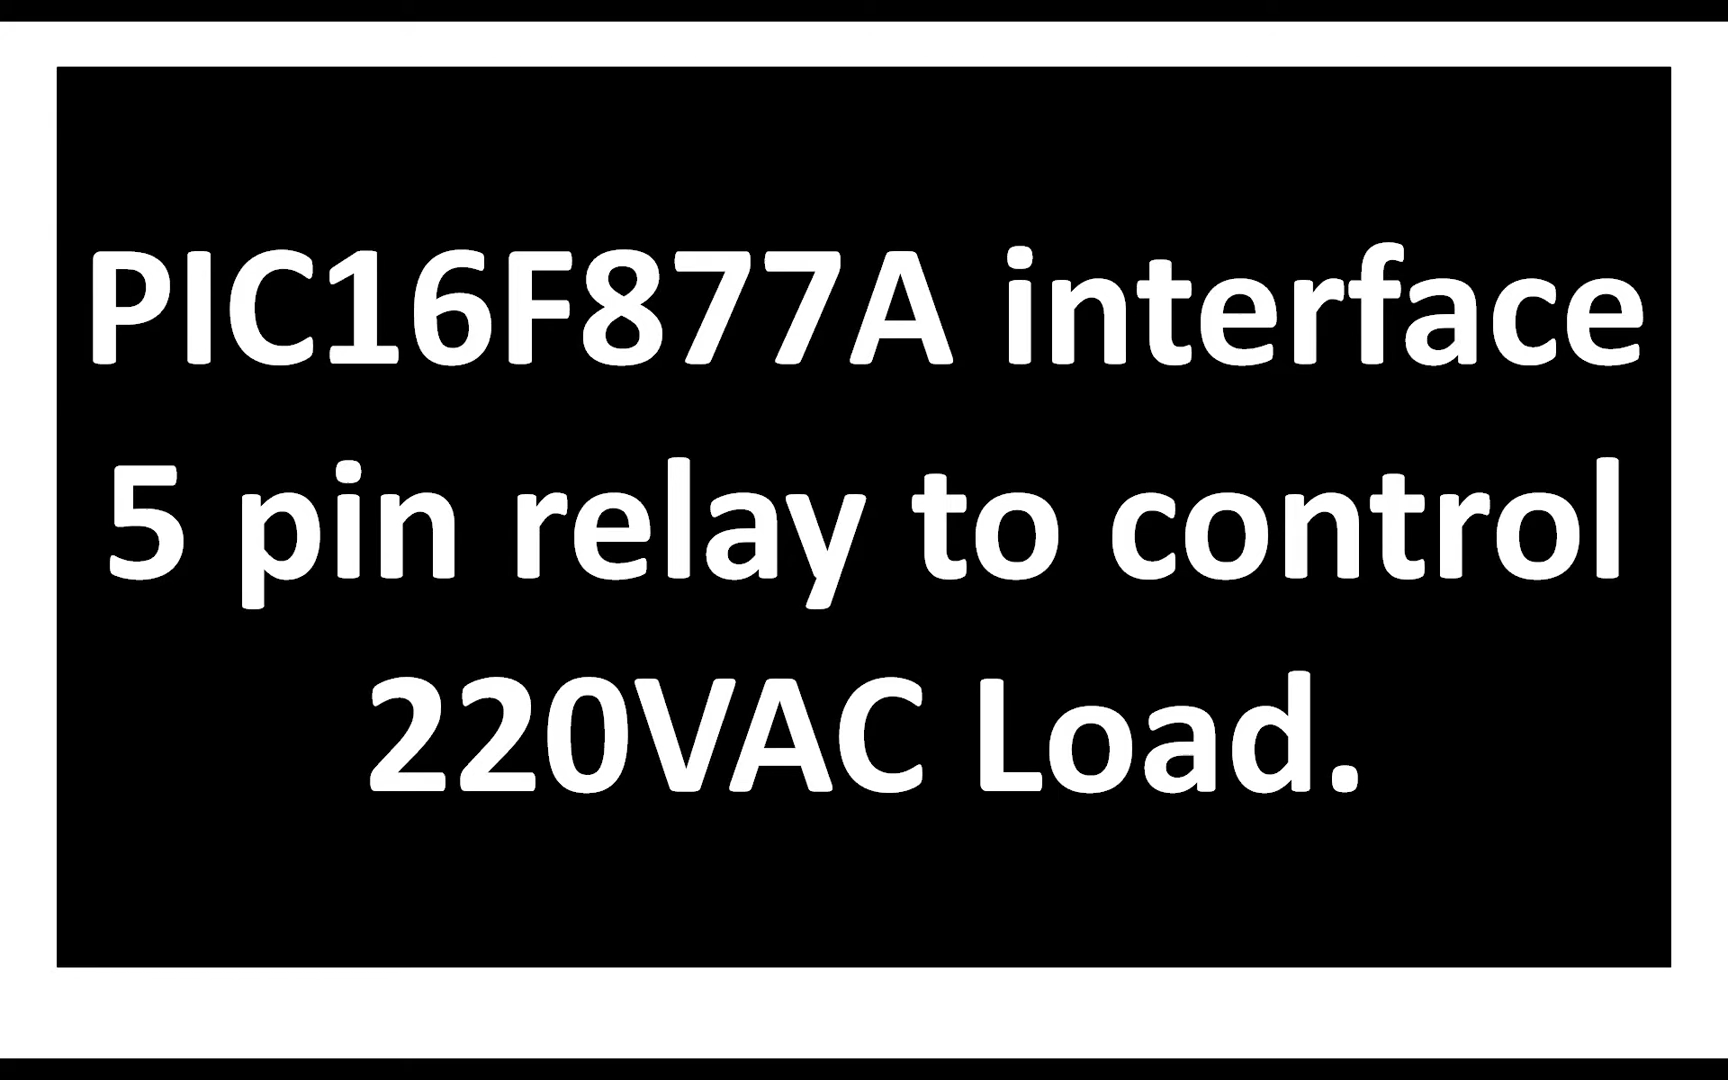 PIC16F877A interface
5 pin relay to control
220VAC Load.